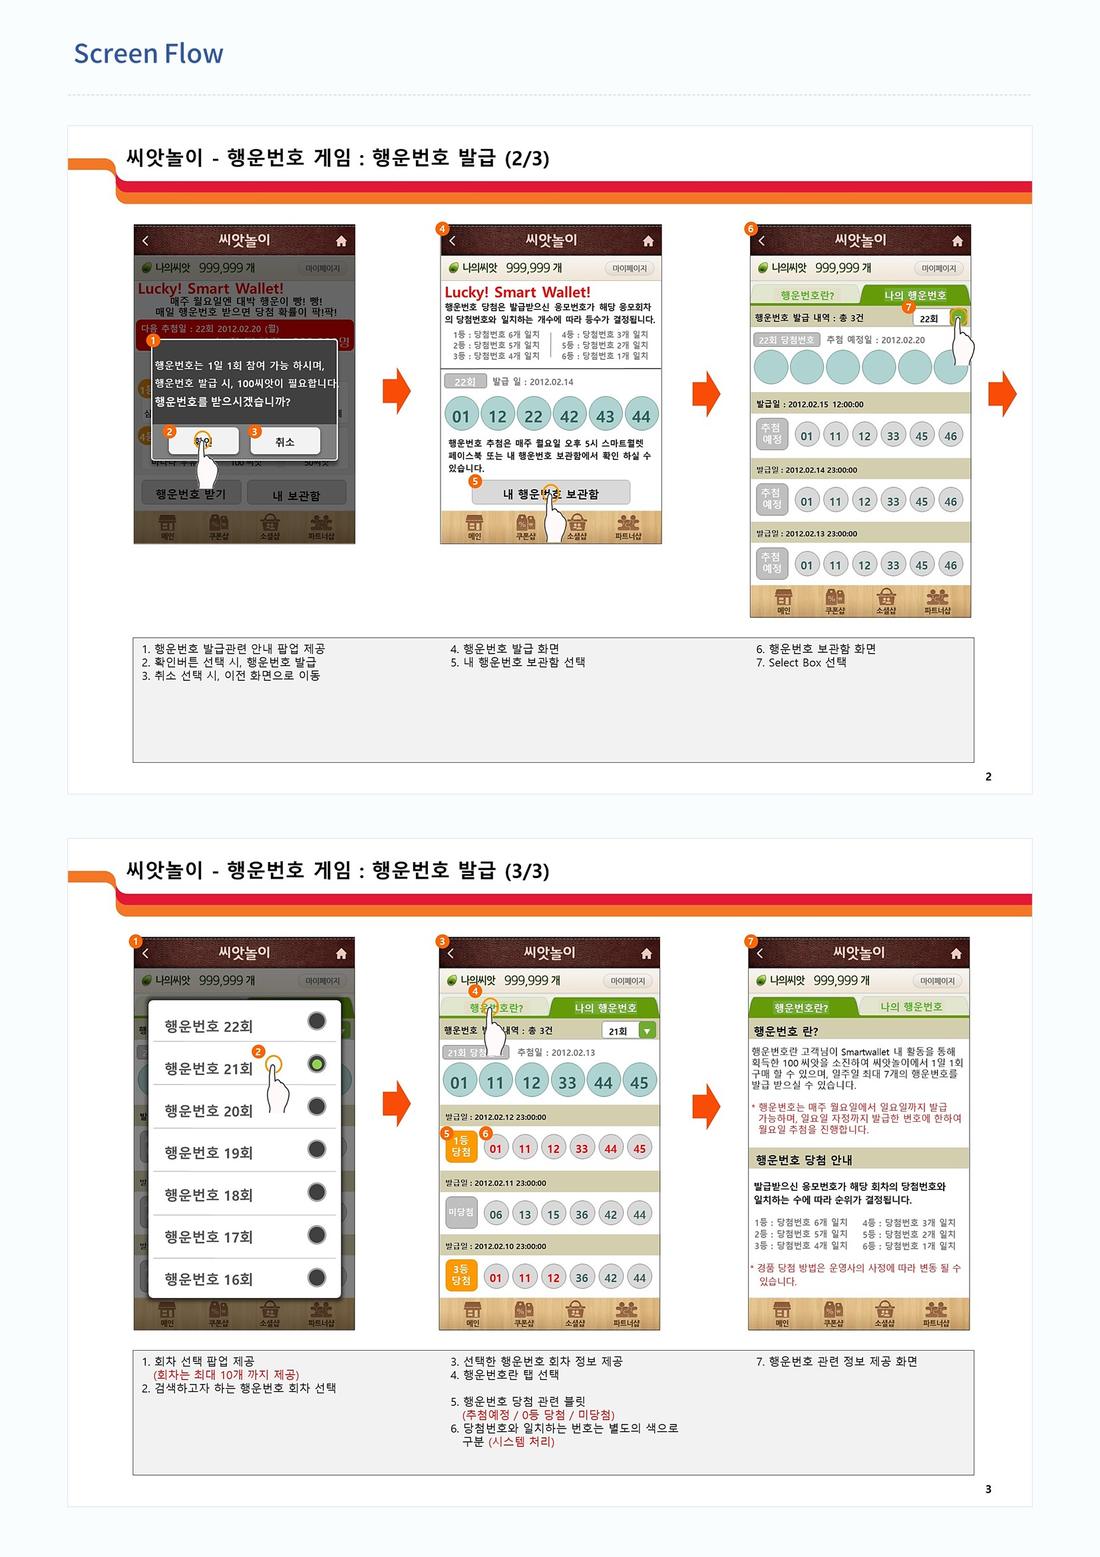 Screen Flow
씨앗놀이 - 행운번호 게임 : 행운번호 발급 (2/3)
1
씨앗놀이
나의씨앗 999,999 개
마이페이지
Lucky! Smart Wallet!
매주 월요일엔 대박 행운이 빵! 빵!
매일 행운번호 받으면 당첨 확률이 팍!팍!
다음 추첨일 : 22회 2012.02.20 (월)
행운번호는 1일 1회 참여 가능 하시며,
행운번호 발급 시, 100씨앗이 필요합니다.
행운번호를 받으시겠습니까?
2
3
취소
행운번호 받기
내 보관함
메인
쿠폰샵
소셜샵
파트너샵
4
씨앗놀이
나의씨앗 999,999 개
마이페이지
Lucky! Smart Wallet!
행운번호 당첨은 발급받으신 응모번호가 해당 응모회차
의 당첨번호와 일치하는 개수에 따라 등수가 결정됩니다.
1등 : 당첨번호 6개 일치 4등 : 당첨번호 3개 일치
2등 : 당첨번호 5개 일치 5등 : 당첨번호 2개 일치
3등 : 당첨번호 4개 일치 6등 : 당첨번호 1개 일치
22회 발급 일 : 2012.02.14
01 12 22 42 43 44
행운번호 추첨은 매주 월요일 오후 5시 스마트월렛
페이스북 또는 내 행운번호 보관함에서 확인 하실 수
있습니다.
5
내 행운번호 보관함
메인
소셜샵
파트너샵
6
씨앗놀이
나의씨앗 999,999 개
마이페이지
행운번호란?
나의 행운번호
7
행운번호 발급 내역 : 총 3건
22회
22회 당첨번호 추첨 예정일 : 2012.02.20
발급일 : 2012.02.15 12:00:00
추첨
예정
01 11 12 33 45 46
발급일 : 2012.02.14 23:00:00
추첨
예정
01 11 12 33 45 46
발급일 : 2012.02.13 23:00:00
추첨
예정
01 11 12 33 45 46
메인
쿠폰샵
소셜샵
파트너샵
1. 행운번호 발급관련 안내 팝업 제공
2. 확인버튼 선택 시, 행운번호 발급
3. 취소 선택 시, 이전 화면으로 이동
4. 행운번호 발급 화면
5. 내 행운번호 보관함 선택
6. 행운번호 보관함 화면
7. Select Box 선택
2
씨앗놀이 - 행운번호 게임 : 행운번호 발급 (3/3)
1
씨앗놀이
나의씨앗 999,999 개
마이페이지
행운번호 22회
행운번호 21회
2
행운번호 20회
행운번호 19회
행운번호 18회
행운번호 17회
행운번호 16회
메인
쿠폰샵
소셜샵
파트너샵
3
씨앗놀이
나의씨앗 999,999 개
마이페이지
4
나의 행운번호
내역 : 총 3건
21회
추첨일 : 2012.02.13
01 11 12 33 44 45
발급일 : 2012.02.12 23:00:00
5
6
1등
당첨
01 11 12 33 44 45
발급일 : 2012.02.11 23:00:00
미당첨
06 13 15 36 42 44
발급일 : 2012.02.10 23:00:00
3등
당첨
01 11 12 36 42 44
메인
쿠폰샵
소셜샵
파트너샵
7
씨앗놀이
나의씨앗 999,999 개
마이페이지
행운번호란?
나의 행운번호
행운번호 란?
행운번호란 고객님이 Smartwallet 내 활동을 통해
획득한 100 씨앗을 소진하여 씨앗놀이에서 1일 1회
구매 할 수 있으며, 일주일 최대 7개의 행운번호를
발급 받으실 수 있습니다.
* 행운번호는 매주 월요일에서 일요일까지 발급
가능하며, 일요일 자정까지 발급한 번호에 한하여
월요일 추첨을 진행합니다.
행운번호 당첨 안내
발급받으신 응모번호가 해당 회차의 당첨번호와
일치하는 수에 따라 순위가 결정됩니다.
1등 : 당첨번호 6개 일치 4등 : 당첨번호 3개 일치
2등 : 당첨번호 5개 일치 5등 : 당첨번호 2개 일치
3등 : 당첨번호 4개 일치 6등 : 당첨번호 1개 일치
* 경품 당첨 방법은 운영사의 사정에 따라 변동 될 수
있습니다.
메인
쿠폰샵
소셜샵
파트너샵
1. 회차 선택 팝업 제공
(회차는 최대 10개 까지 제공)
2. 검색하고자 하는 행운번호 회차 선택
3. 선택한 행운번호 회차 정보 제공
4. 행운번호란 탭 선택
5. 행운번호 당첨 관련 블릿
(추첨예정 / 0등 당첨 / 미당첨)
6. 당첨번호와 일치하는 번호는 별도의 색으로
구분 (시스템 처리)
7. 행운번호 관련 정보 제공 화면
3